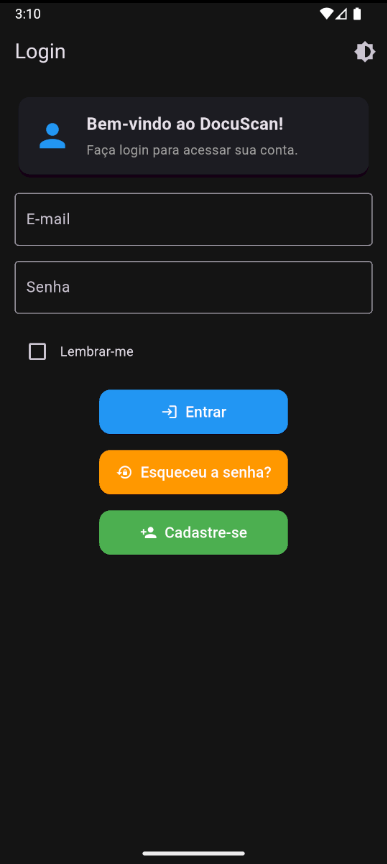 3:10
Login
Bem-vindo ao DocuScan!
Faça login para acessar sua conta.
E-mail
Senha
Lembrar-me
Entrar
Esqueceu a senha?
Cadastre-se